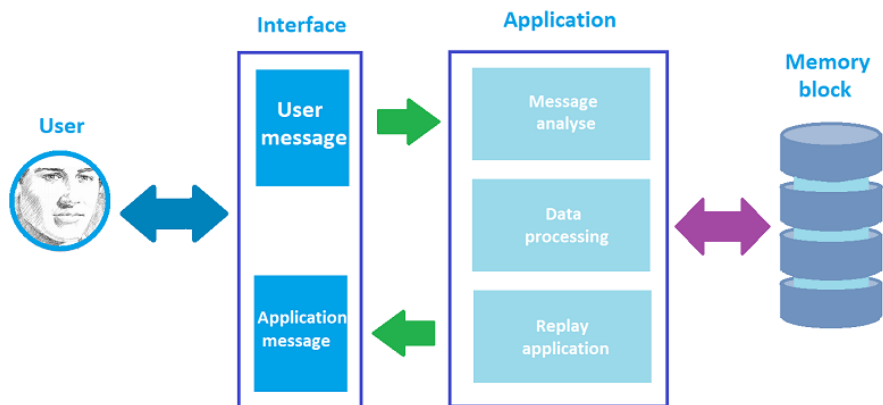 Interface
Application
Memory
block
User
User
message
Message
analyse
Data
processing
Application
message
Replay
application